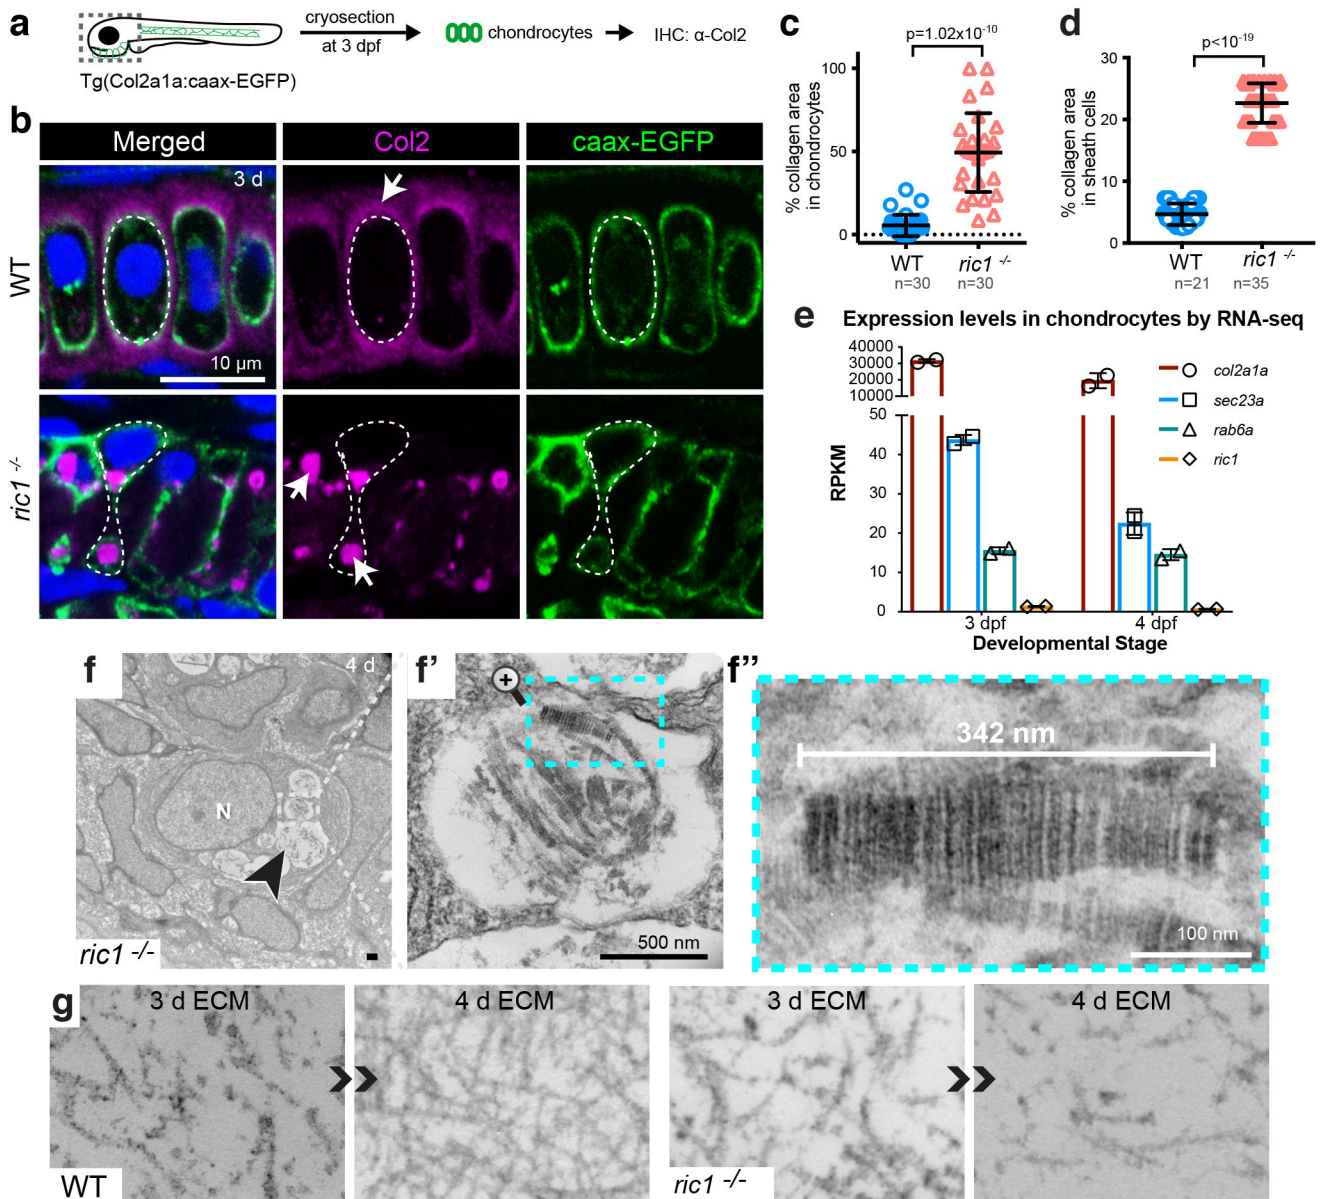 a
cryosection
at 3 dpf
chondrocytes
IHC: α-Col2
Tg(Col2a1a:caax-EGFP)
b
Merged
Col2
caax-EGFP
3 d
WT
10 µm
ric1 -/-
c
p=1.02x10-10
% collagen area
in chondrocytes
100
50
0
WT
ric1 -/-
n=30
n=30
d
p<10-19
% collagen area
in sheath cells
30
20
10
0
WT
ric1 -/-
n=21
n=35
e
Expression levels in chondrocytes by RNA-seq
40000
30000
20000
10000
50
40
30
20
10
0
RPKM
col2a1a
sec23a
rab6a
ric1
3 dpf
4 dpf
Developmental Stage
f
4 d
N
ric1 -/-
f'
+
500 nm
f''
342 nm
100 nm
g
3 d ECM
4 d ECM
3 d ECM
4 d ECM
WT
ric1 -/-